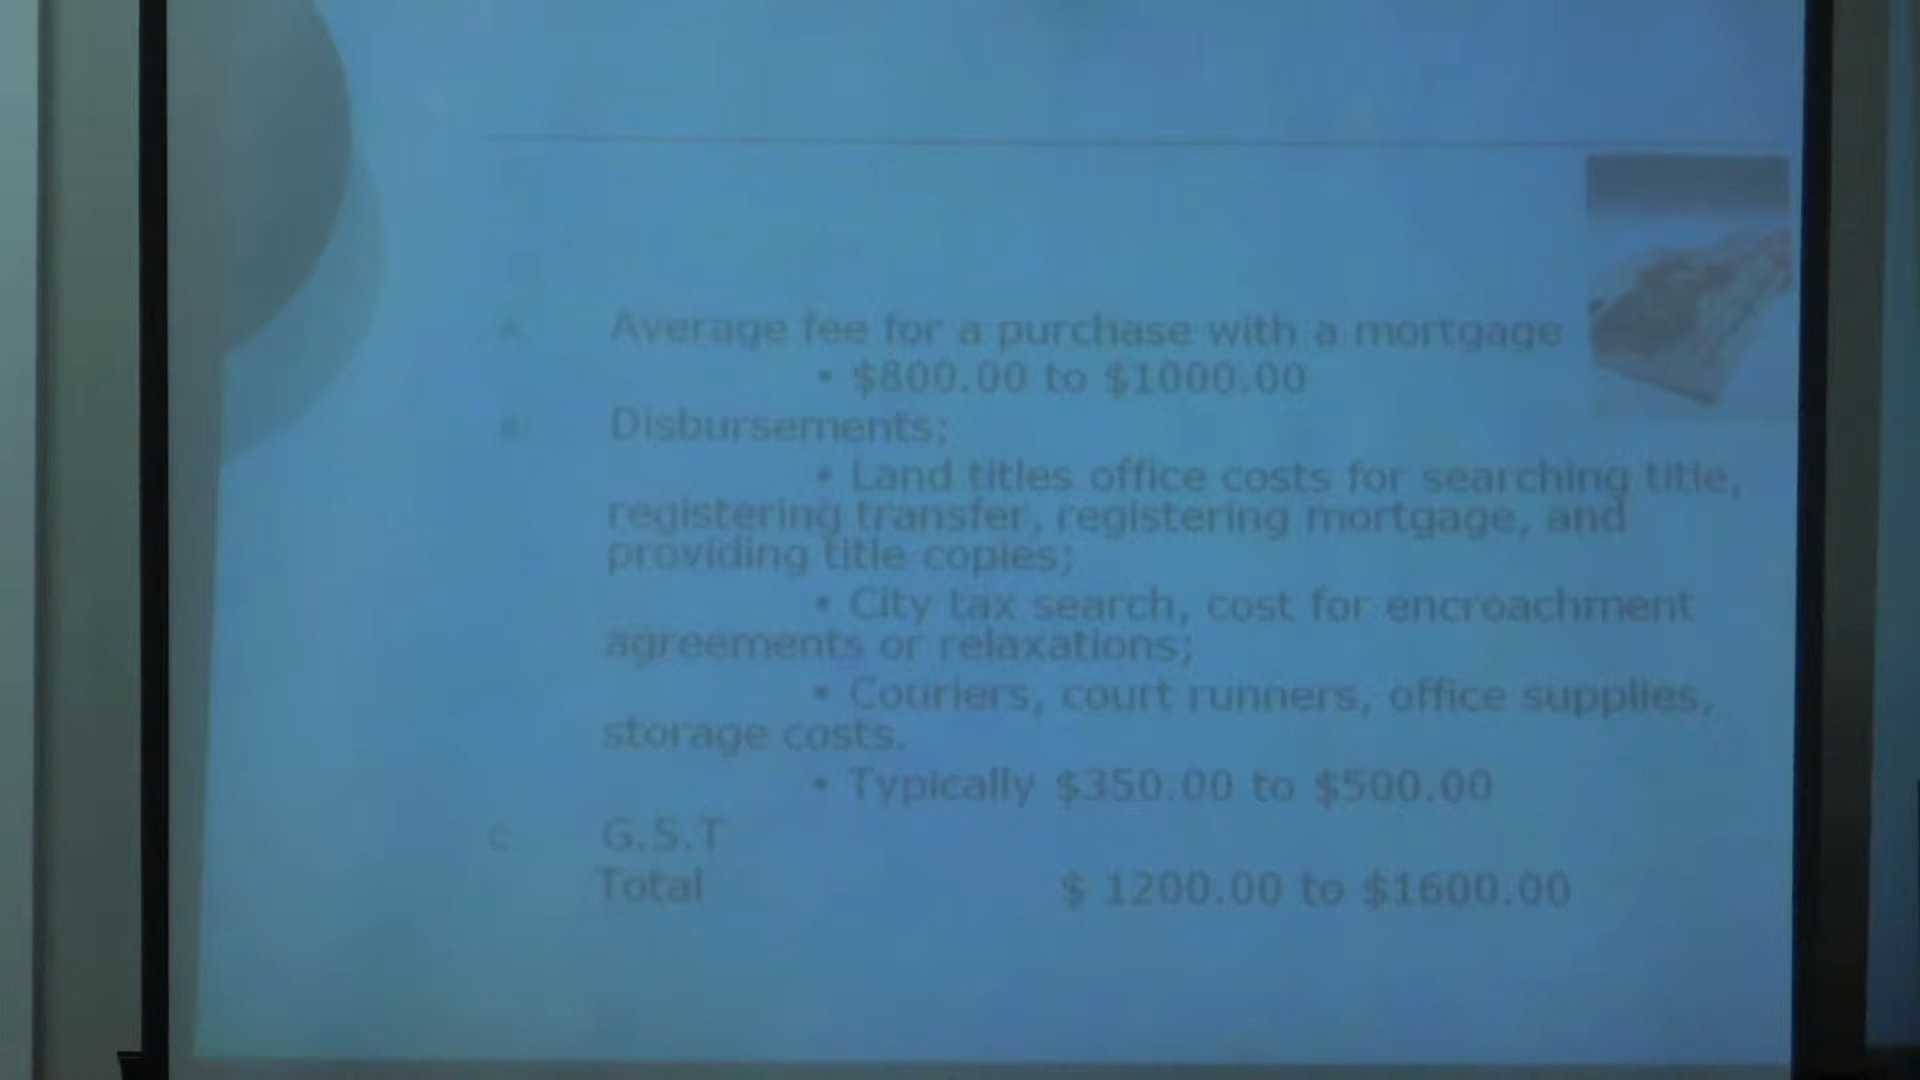 A. Average fee for a purchase with a mortgage
• $800.00 to $1000.00
B. Disbursements;
• Land titles office costs for searching title,
registering transfer, registering mortgage, and
providing title copies;
• City tax search, cost for encroachment
agreements or relaxations;
• Couriers, court runners, office supplies,
storage costs.
• Typically $350.00 to $500.00
C. G.S.T
Total $ 1200.00 to $1600.00